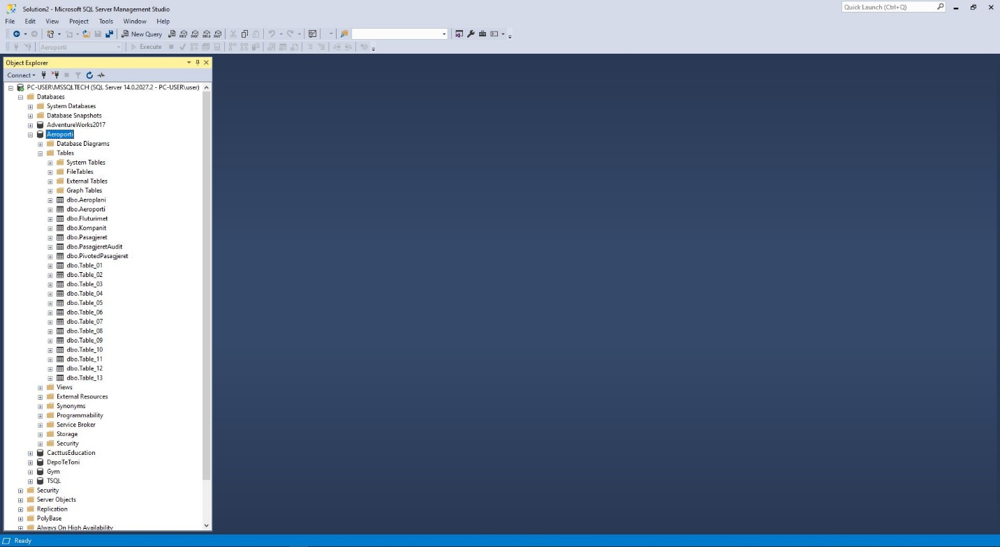 Solution2 - Microsoft SQL Server Management Studio
Quick Launch (Ctrl+Q)
File Edit View Project Tools Window Help
New Query
Aeroporti
Execute
Object Explorer
Connect
PC-USER\MSSQLTECH (SQL Server 14.0.2027.2 - PC-USER\user)
Databases
System Databases
Database Snapshots
AdventureWorks2017
Aeroporti
Database Diagrams
Tables
System Tables
FileTables
External Tables
Graph Tables
dbo.Aeroplani
dbo.Aeroporti
dbo.Fluturimet
dbo.Kompanit
dbo.Pasagjeret
dbo.PasagjeretAudit
dbo.PivotedPasagjeret
dbo.Table_01
dbo.Table_02
dbo.Table_03
dbo.Table_04
dbo.Table_05
dbo.Table_06
dbo.Table_07
dbo.Table_08
dbo.Table_09
dbo.Table_10
dbo.Table_11
dbo.Table_12
dbo.Table_13
Views
External Resources
Synonyms
Programmability
Service Broker
Storage
Security
CacttusEducation
DepoTeToni
Gym
TSQL
Security
Server Objects
Replication
PolyBase
Always On High Availability
Ready